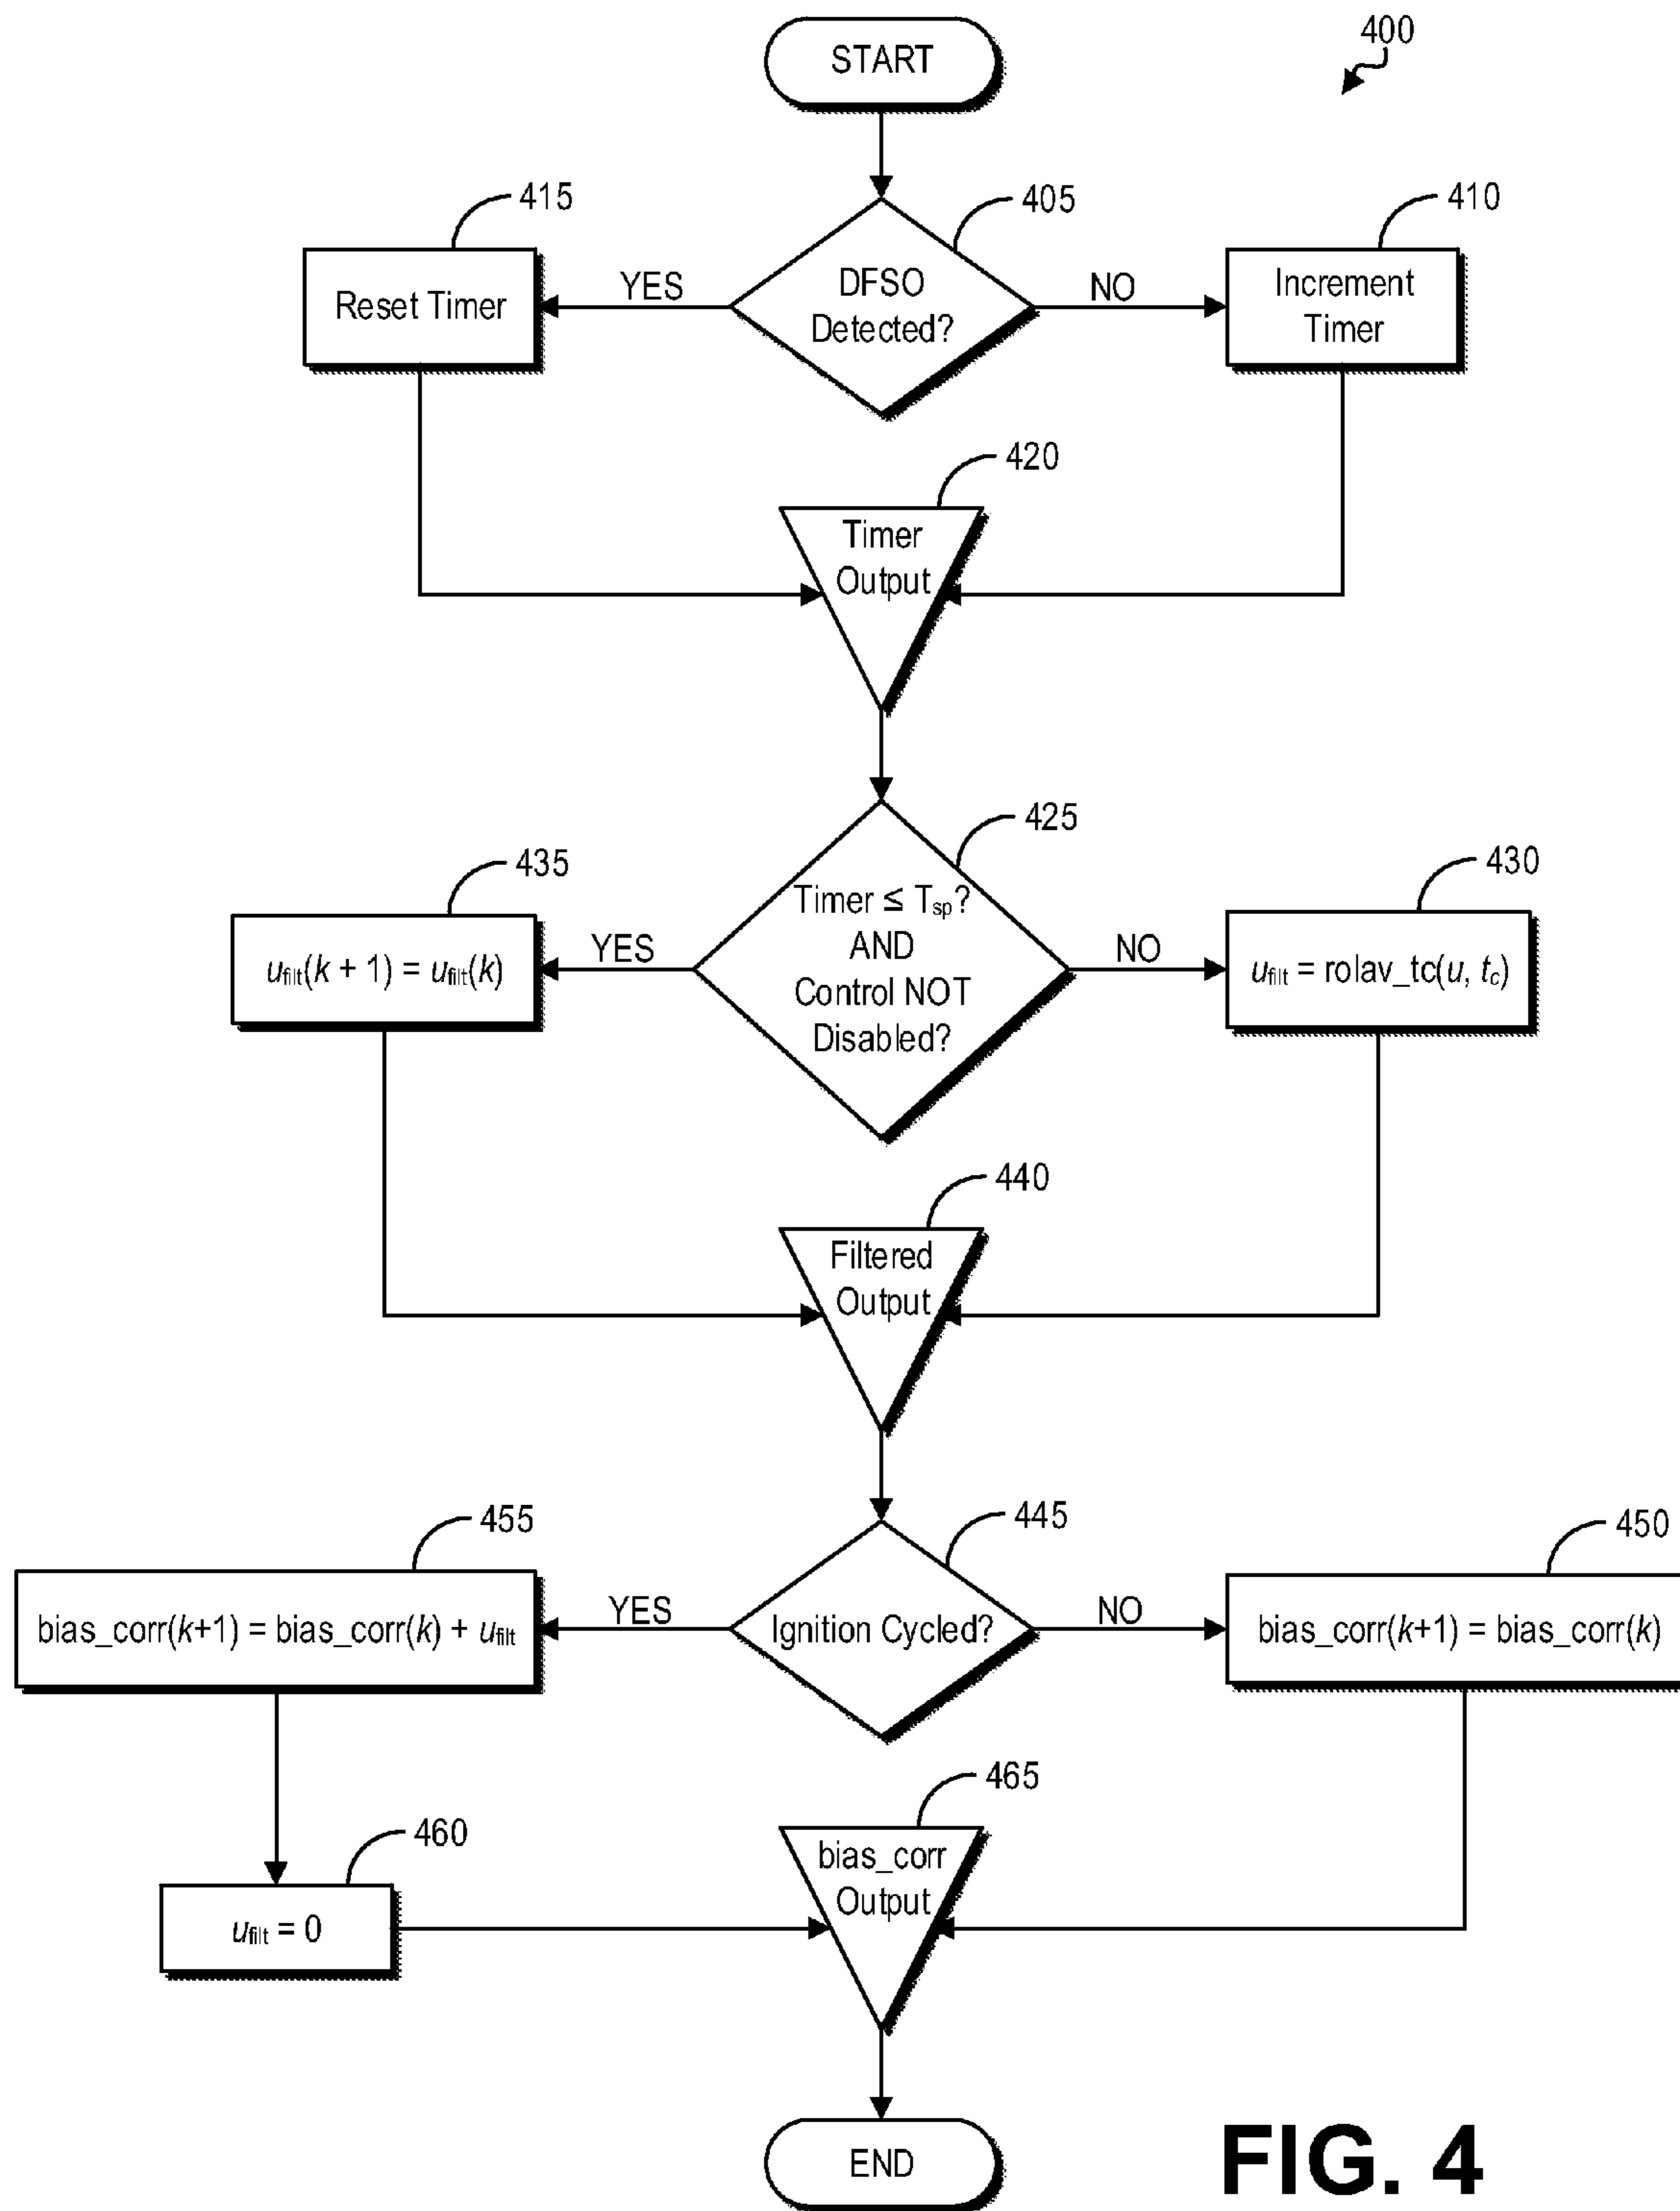 START
400
415
405
410
Reset Timer
YES
DFSO
Detected?
NO
Increment
Timer
420
Timer
Output
425
435
430
Timer ≤ Tsp?
AND
Control NOT
Disabled?
YES
NO
ufilt(k + 1) = ufilt(k)
ufilt = rolav_tc(u, tc)
440
Filtered
Output
455
445
450
bias_corr(k+1) = bias_corr(k) + ufilt
YES
Ignition Cycled?
NO
bias_corr(k+1) = bias_corr(k)
465
460
bias_corr
Output
ufilt = 0
END
FIG. 4